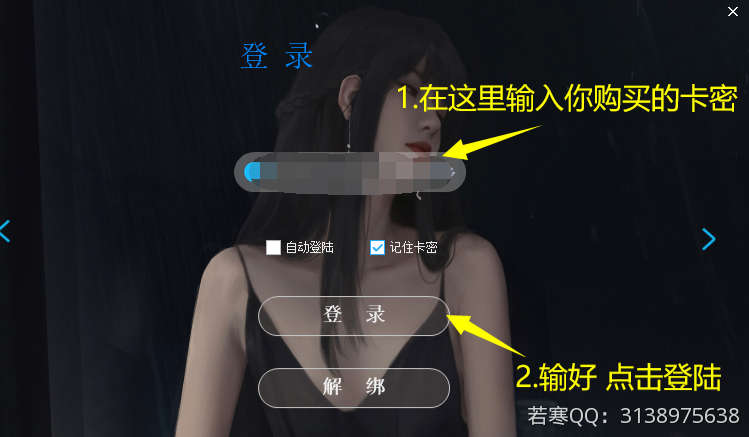 登 录
1.在这里输入你购买的卡密
自动登陆 记住卡密
登 录
解 绑
2.输好 点击登陆
若寒QQ：3138975638